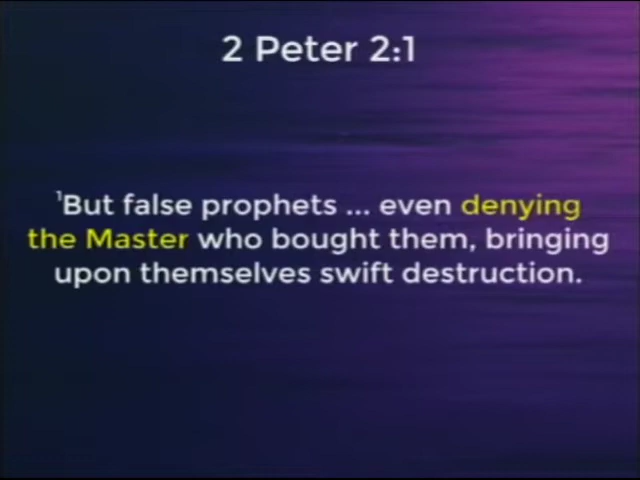 2 Peter 2:1
¹But false prophets ... even denying
the Master who bought them, bringing
upon themselves swift destruction.